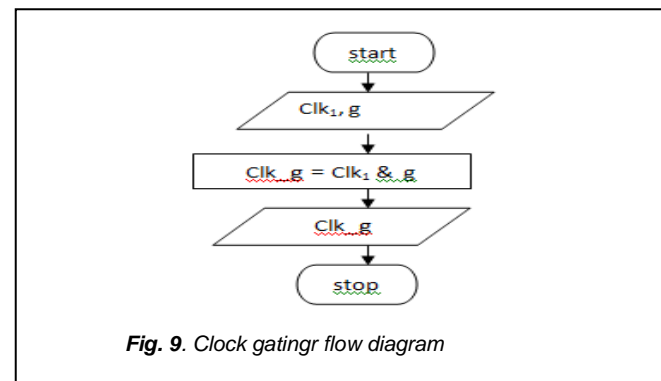 start
Clk₁, g
Clk_g = Clk₁ & g
Clk_g
stop
Fig. 9. Clock gatingr flow diagram